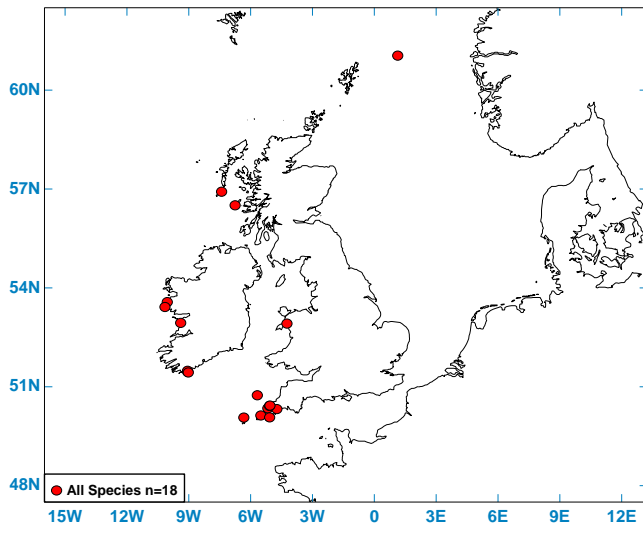 60N
57N
54N
51N
48N
All Species n=18
15W 12W 9W 6W 3W 0 3E 6E 9E 12E